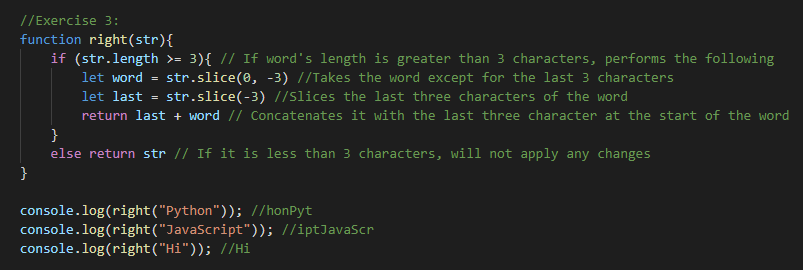 //Exercise 3:
function right(str){
    if (str.length >= 3){ // If word's length is greater than 3 characters, performs the following
        let word = str.slice(0, -3) //Takes the word except for the last 3 characters
        let last = str.slice(-3) //Slices the last three characters of the word
        return last + word // Concatenates it with the last three character at the start of the word
    }
    else return str // If it is less than 3 characters, will not apply any changes
}

console.log(right("Python")); //honPyt
console.log(right("JavaScript")); //iptJavaScr
console.log(right("Hi")); //Hi